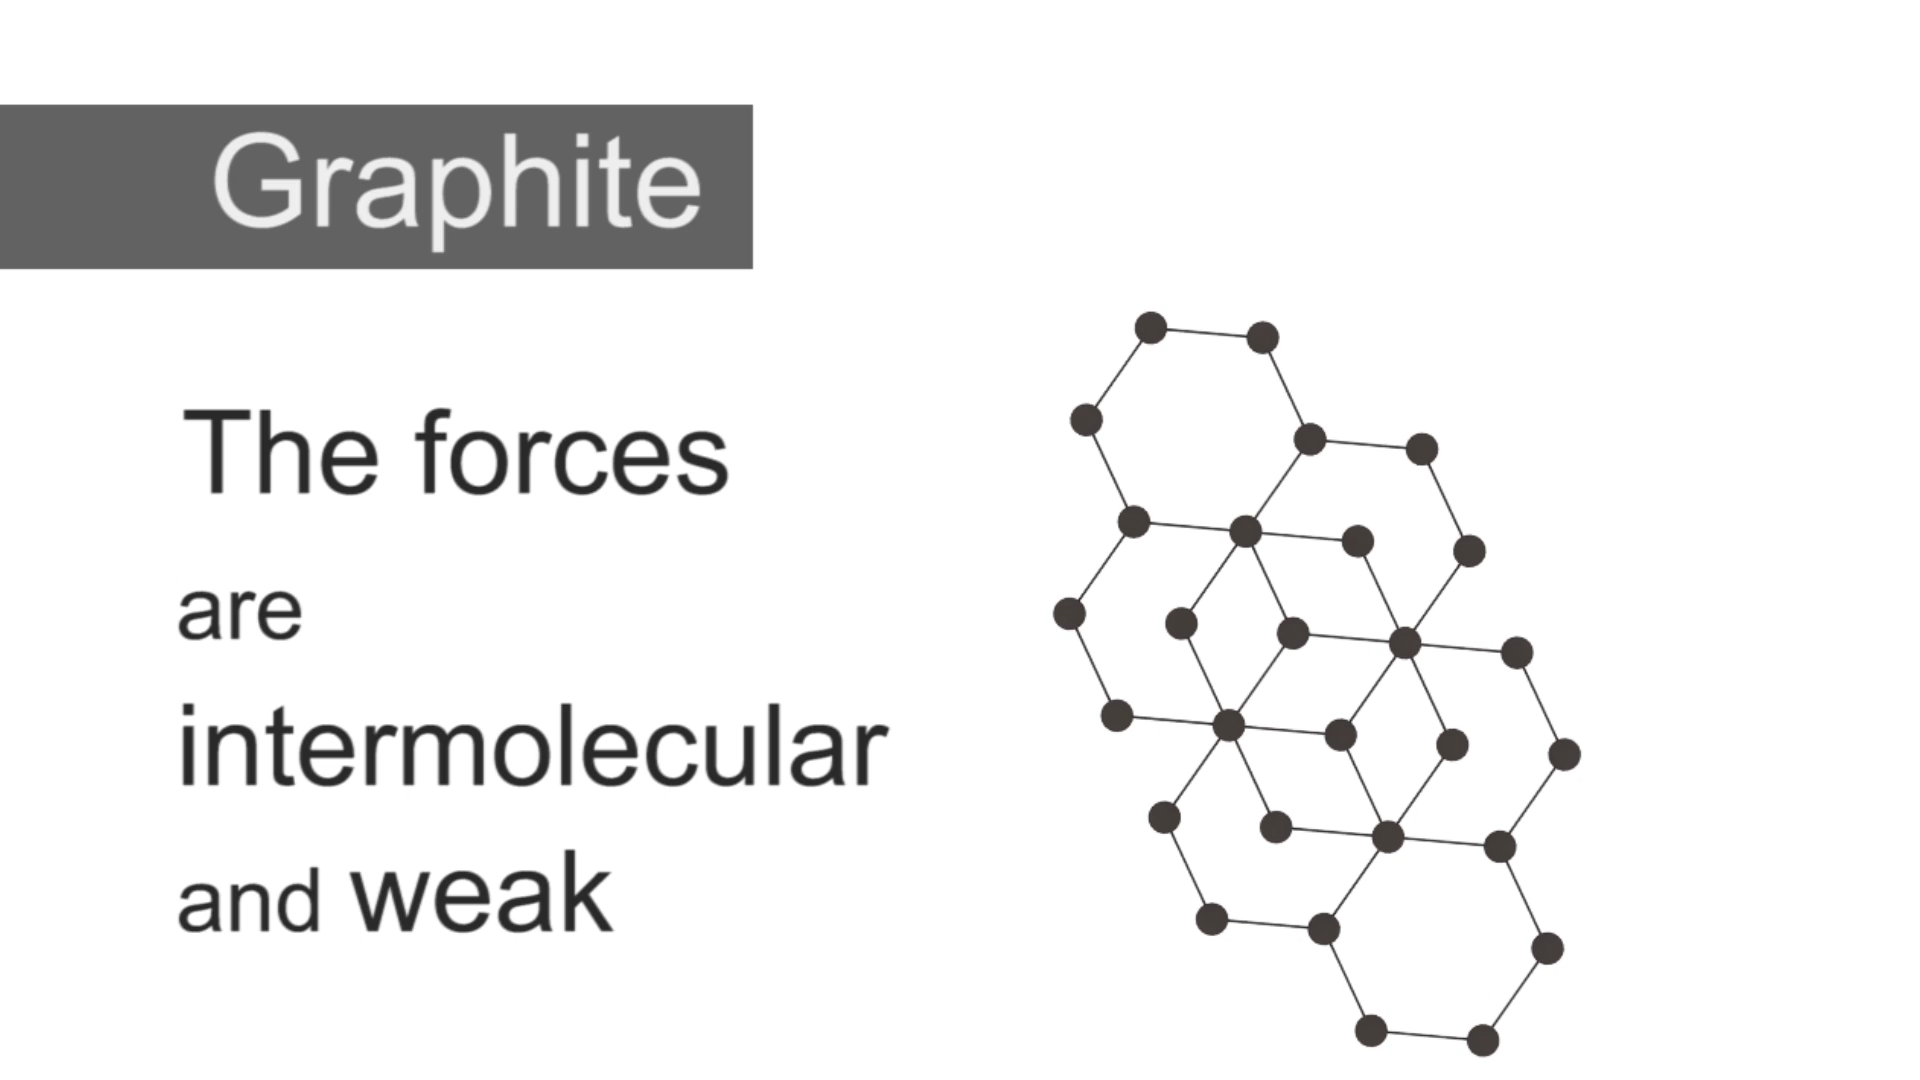 Graphite
The forces
are
intermolecular
and weak